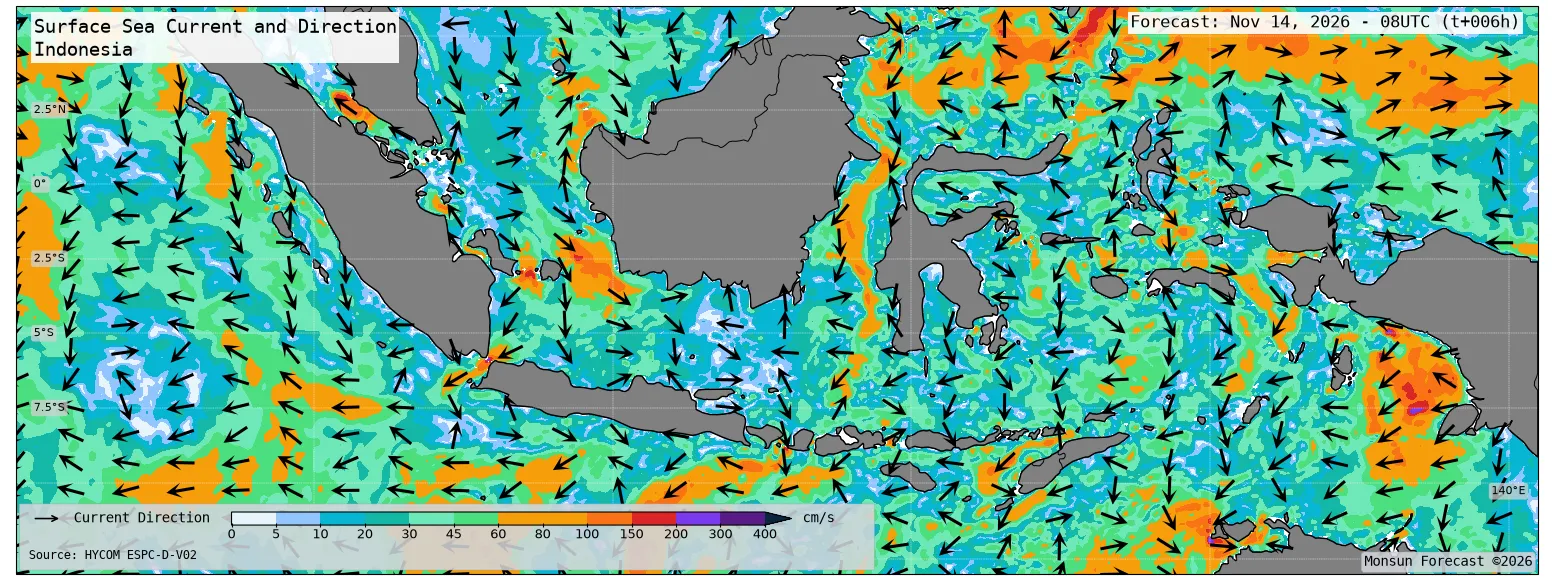 Surface Sea Current and Direction
Indonesia
Forecast: Nov 14, 2026 - 08UTC (t+006h)
2.5°N
0°
2.5°S
5°S
7.5°S
140°E
Current Direction
0 5 10 20 30 45 60 80 100 150 200 300 400 cm/s
Source: HYCOM ESPC-D-V02
Monsun Forecast ©2026